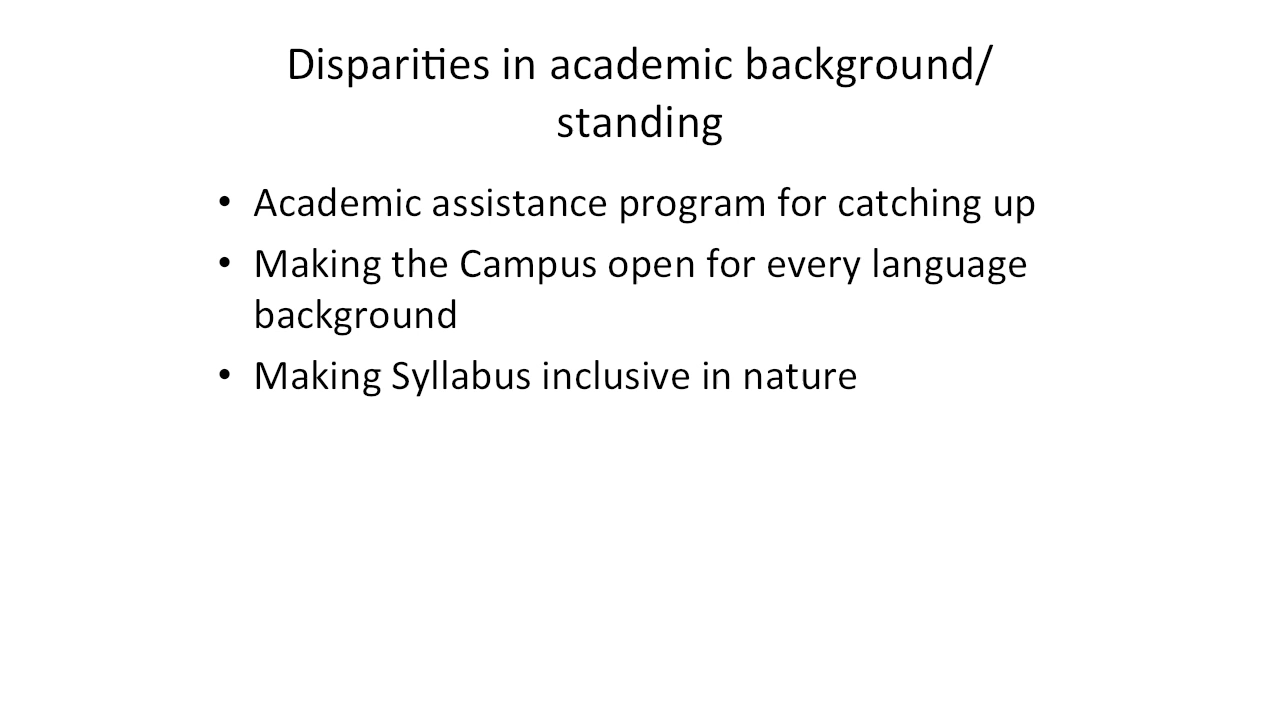 Disparities in academic background/
standing
• Academic assistance program for catching up
• Making the Campus open for every language
background
• Making Syllabus inclusive in nature